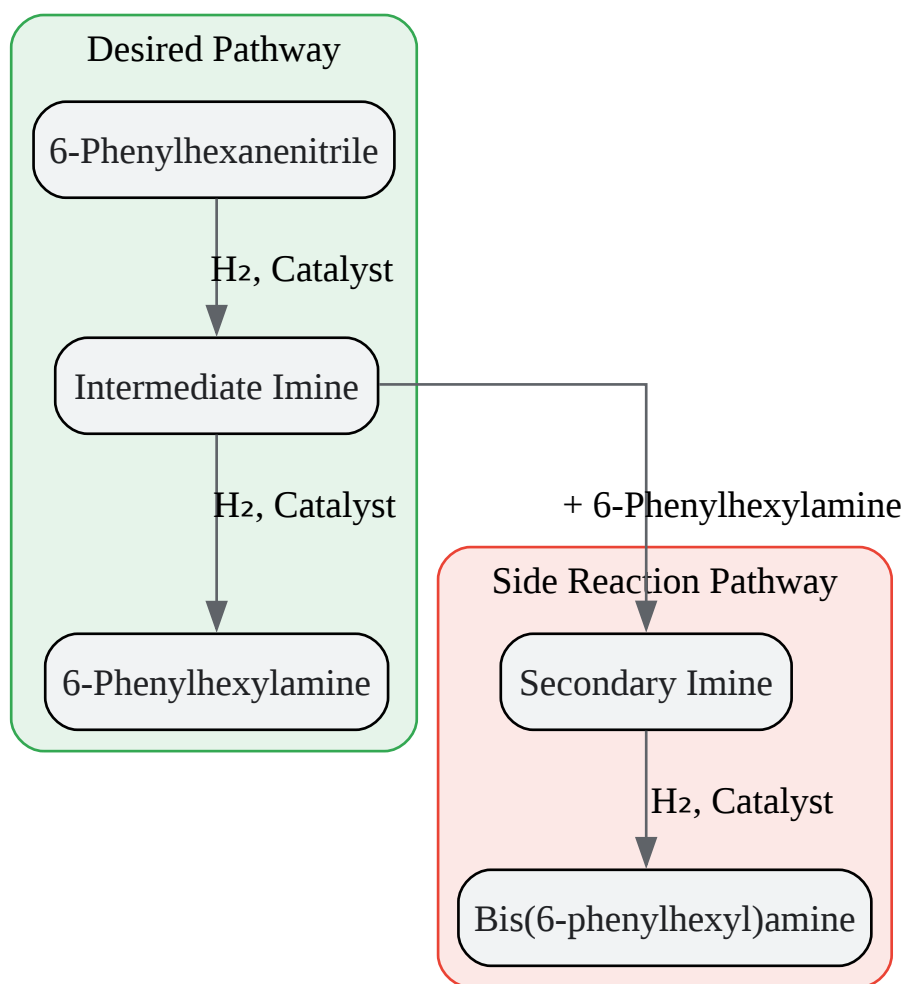 Desired Pathway
6-Phenylhexanenitrile
H₂, Catalyst
Intermediate Imine
H₂, Catalyst
+ 6-Phenylhexylamine
Side Reaction Pathway
6-Phenylhexylamine
Secondary Imine
H₂, Catalyst
Bis(6-phenylhexyl)amine